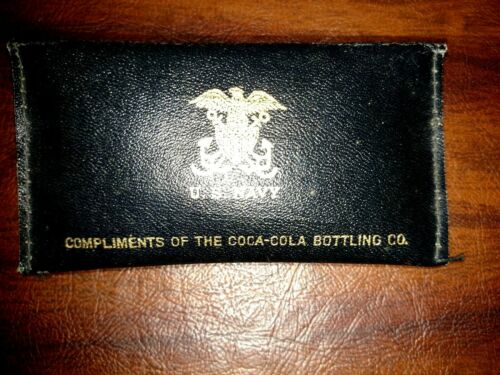 U.S. NAVY
COMPLIMENTS OF THE COCA-COLA BOTTLING CO.